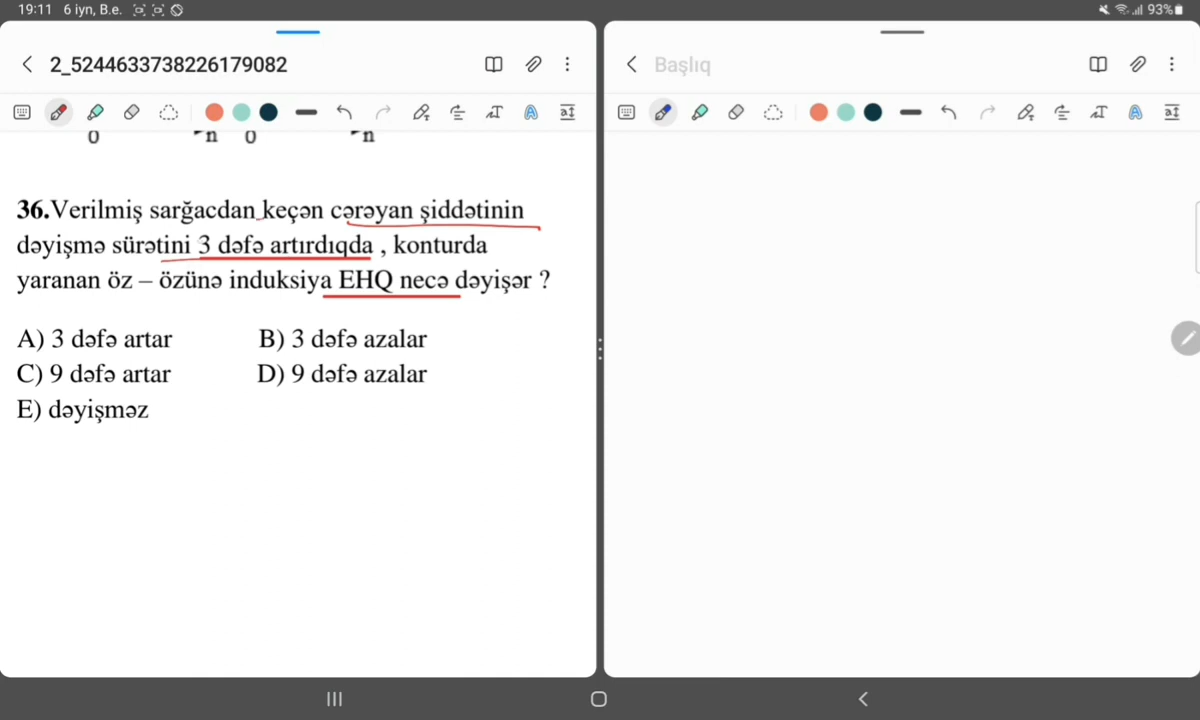 19:11 6 iyn, B.e.
93%
2_5244633738226179082
Başlıq
0 n 0 n
36.Verilmiş sarğacdan keçən cərəyan şiddətinin
dəyişmə sürətini 3 dəfə artırdıqda , konturda
yaranan öz – özünə induksiya EHQ necə dəyişər ?
A) 3 dəfə artar B) 3 dəfə azalar
C) 9 dəfə artar D) 9 dəfə azalar
E) dəyişməz